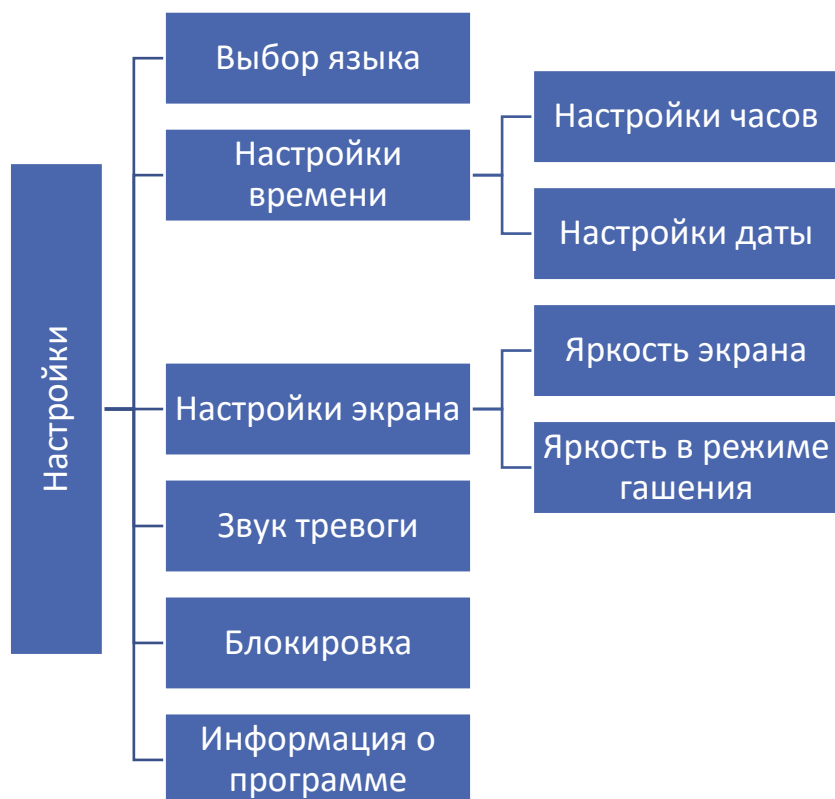 Настройки
Выбор языка
Настройки
времени
Настройки часов
Настройки даты
Настройки экрана
Яркость экрана
Яркость в режиме
гашения
Звук тревоги
Блокировка
Информация о
программе